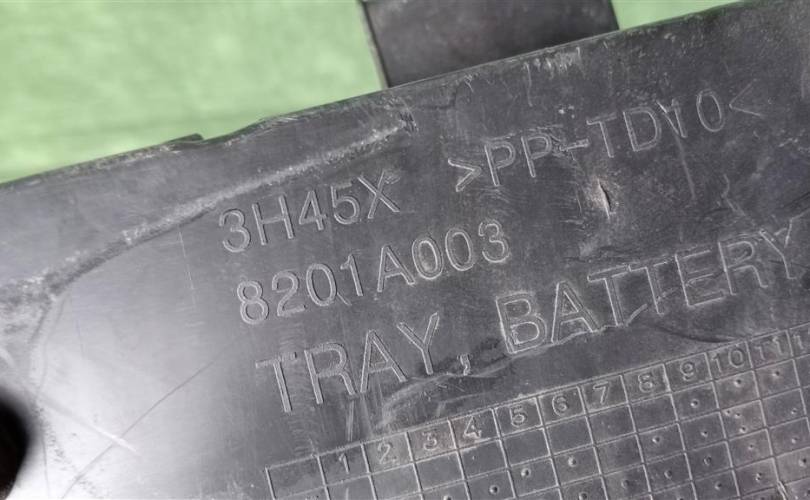 3H45X >PP-TD10<
8201A003
TRAY, BATTERY
1 2 3 4 5 6 7 8 9 10 11